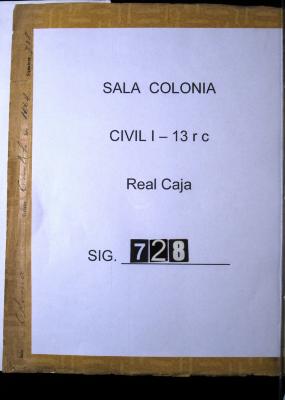 SALA COLONIA
CIVIL I – 13 r c
Real Caja
SIG. 728